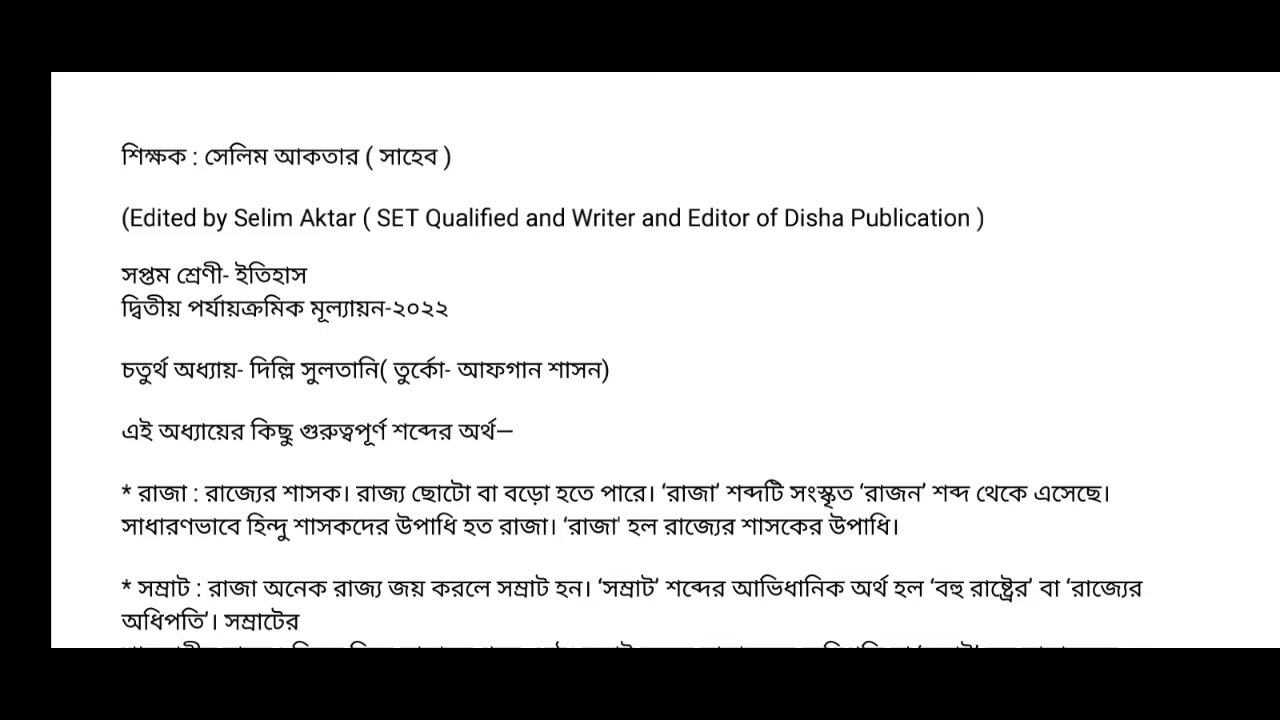 শিক্ষক : সেলিম আকতার ( সাহেব )
(Edited by Selim Aktar ( SET Qualified and Writer and Editor of Disha Publication )
সপ্তম শ্রেণী- ইতিহাস
দ্বিতীয় পর্যায়ক্রমিক মূল্যায়ন-২০২২
চতুর্থ অধ্যায়- দিল্লি সুলতানি( তুর্কো- আফগান শাসন)
এই অধ্যায়ের কিছু গুরুত্বপূর্ণ শব্দের অর্থ—
* রাজা : রাজ্যের শাসক। রাজ্য ছোটো বা বড়ো হতে পারে। ‘রাজা’ শব্দটি সংস্কৃত ‘রাজন’ শব্দ থেকে এসেছে।
সাধারণভাবে হিন্দু শাসকদের উপাধি হত রাজা। ‘রাজা' হল রাজ্যের শাসকের উপাধি।
* সম্রাট : রাজা অনেক রাজ্য জয় করলে সম্রাট হন। ‘সম্রাট’ শব্দের আভিধানিক অর্থ হল ‘বহু রাষ্ট্রের’ বা ‘রাজ্যের
অধিপতি’। সম্রাটের